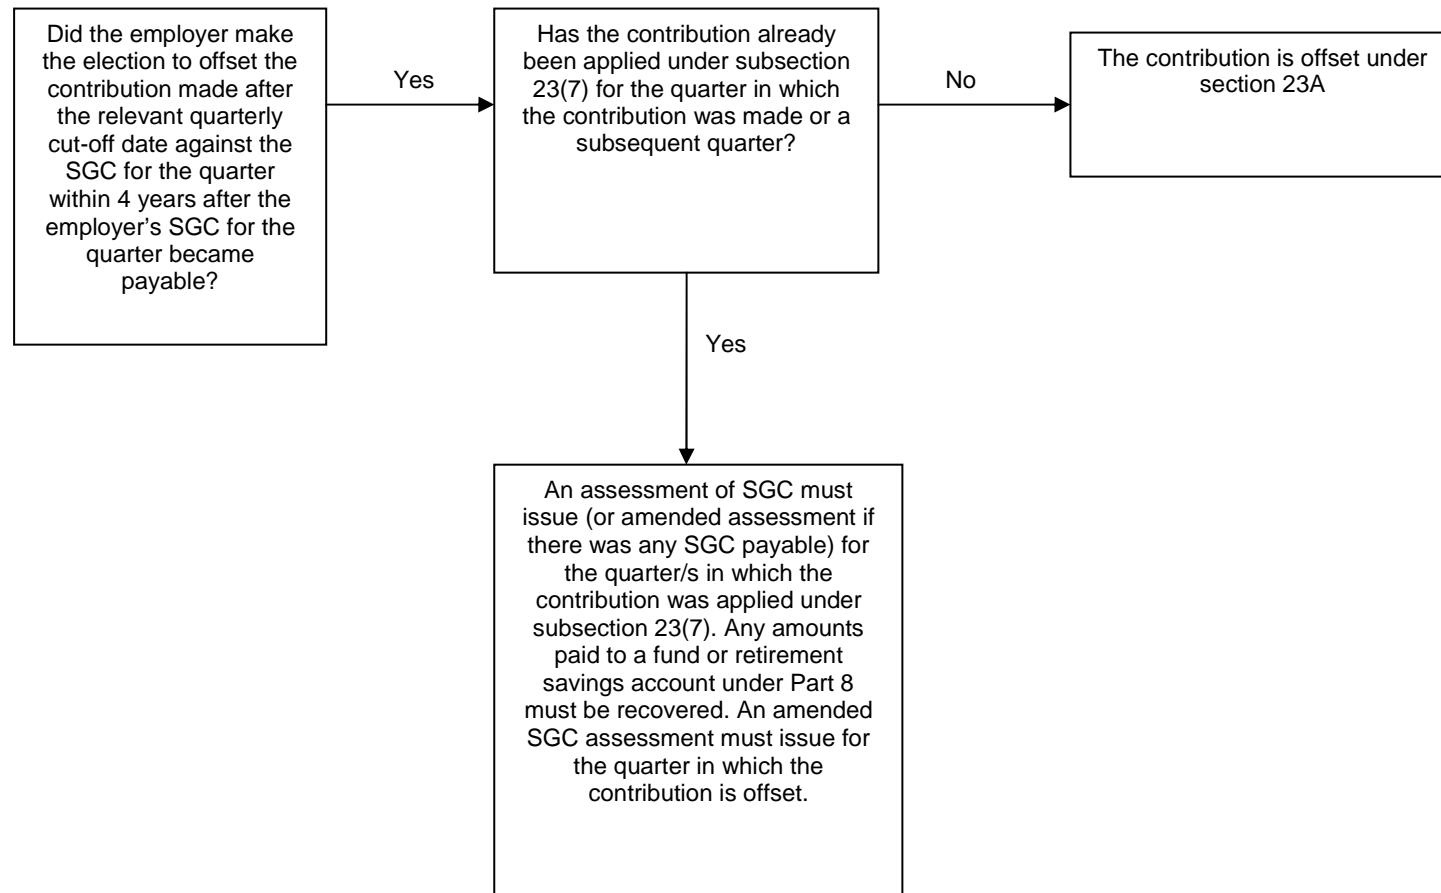 Did the employer make
the election to offset the
contribution made after
the relevant quarterly
cut-off date against the
SGC for the quarter
within 4 years after the
employer’s SGC for the
quarter became
payable?
Yes
Has the contribution already
been applied under subsection
23(7) for the quarter in which
the contribution was made or a
subsequent quarter?
No
The contribution is offset under
section 23A
Yes
An assessment of SGC must
issue (or amended assessment if
there was any SGC payable) for
the quarter/s in which the
contribution was applied under
subsection 23(7). Any amounts
paid to a fund or retirement
savings account under Part 8
must be recovered. An amended
SGC assessment must issue for
the quarter in which the
contribution is offset.